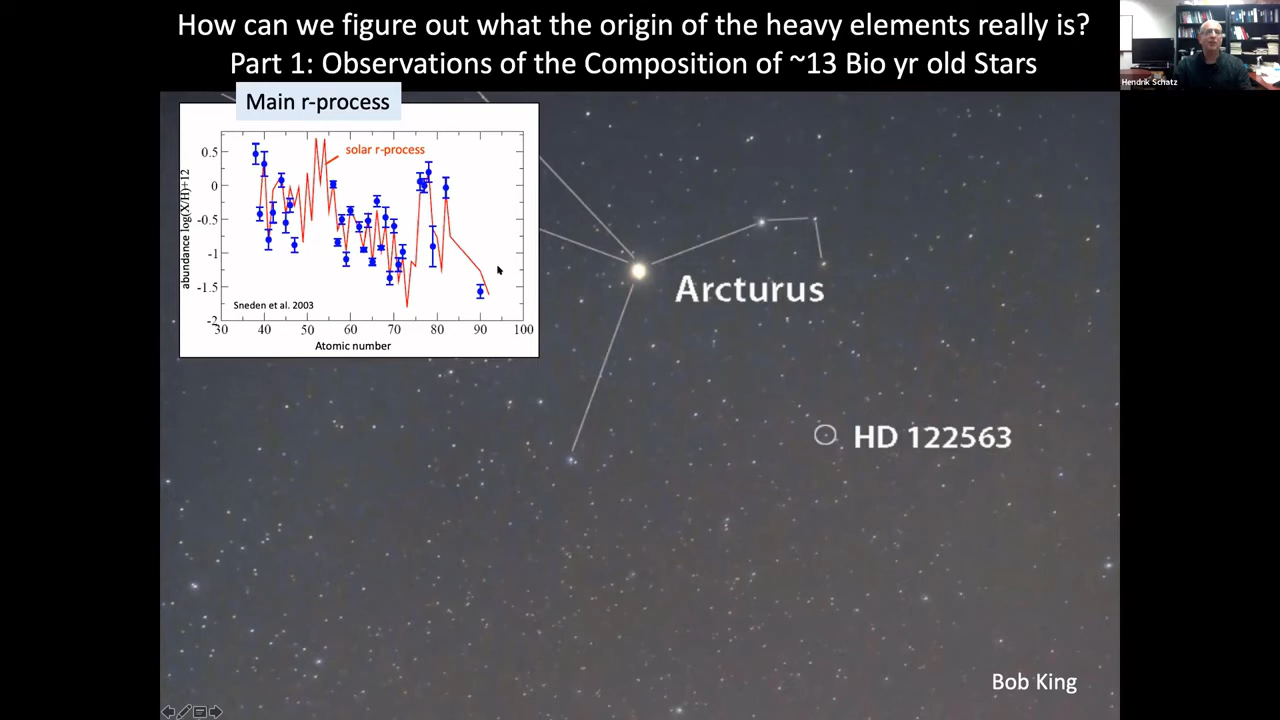 How can we figure out what the origin of the heavy elements really is?
Part 1: Observations of the Composition of ~13 Bio yr old Stars
Hendrik Schatz
Main r-process
solar r-process
0.5
0
-0.5
-1
-1.5
-2
abundance log(X/H)+12
Sneden et al. 2003
30 40 50 60 70 80 90 100
Atomic number
Arcturus
HD 122563
Bob King